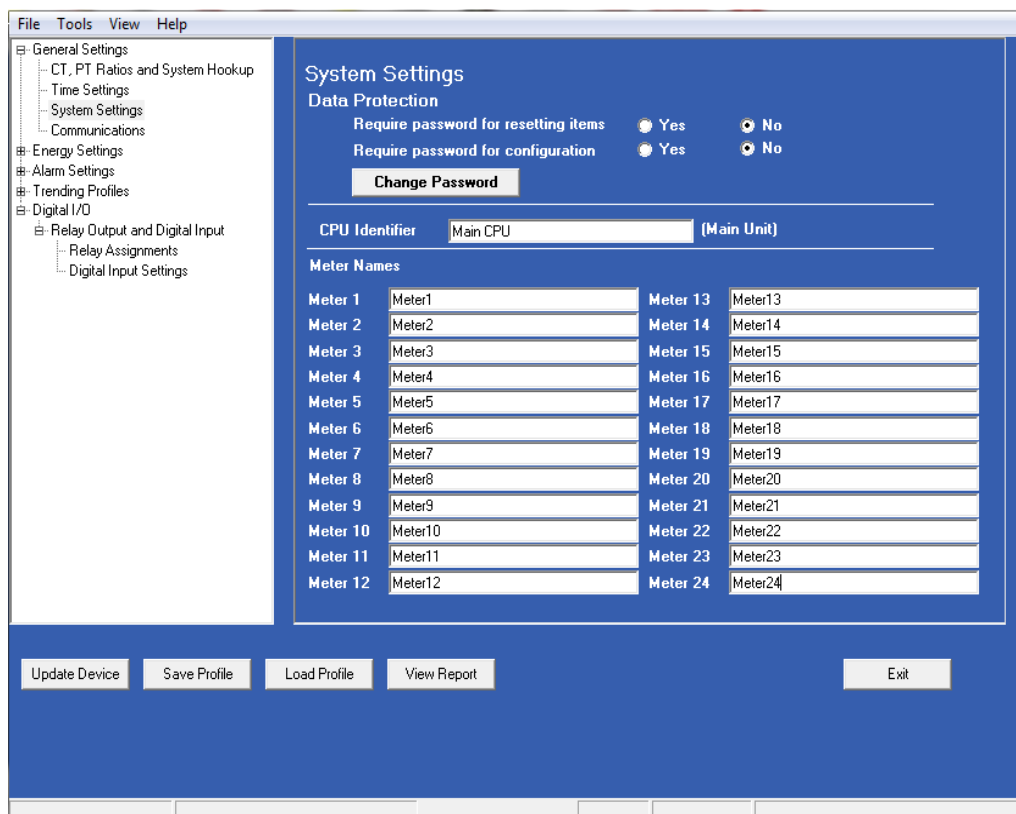 File Tools View Help
General Settings
CT, PT Ratios and System Hookup
Time Settings
System Settings
Communications
Energy Settings
Alarm Settings
Trending Profiles
Digital I/O
Relay Output and Digital Input
Relay Assignments
Digital Input Settings
System Settings
Data Protection
Require password for resetting items Yes No
Require password for configuration Yes No
Change Password
CPU Identifier Main CPU (Main Unit)
Meter Names
Meter 1 Meter1 Meter 13 Meter13
Meter 2 Meter2 Meter 14 Meter14
Meter 3 Meter3 Meter 15 Meter15
Meter 4 Meter4 Meter 16 Meter16
Meter 5 Meter5 Meter 17 Meter17
Meter 6 Meter6 Meter 18 Meter18
Meter 7 Meter7 Meter 19 Meter19
Meter 8 Meter8 Meter 20 Meter20
Meter 9 Meter9 Meter 21 Meter21
Meter 10 Meter10 Meter 22 Meter22
Meter 11 Meter11 Meter 23 Meter23
Meter 12 Meter12 Meter 24 Meter24
Update Device Save Profile Load Profile View Report Exit